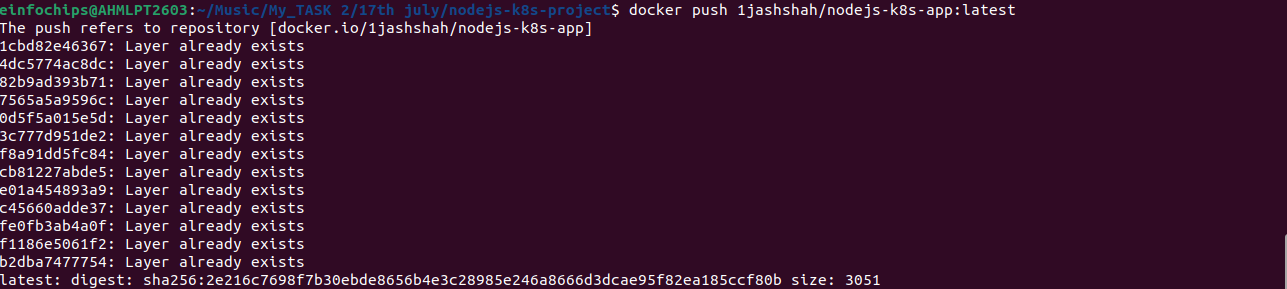 einfochips@AHMLPT2603:~/Music/My_TASK 2/17th july/nodejs-k8s-project$ docker push 1jashshah/nodejs-k8s-app:latest
The push refers to repository [docker.io/1jashshah/nodejs-k8s-app]
1cbd82e46367: Layer already exists
4dc5774ac8dc: Layer already exists
82b9ad393b71: Layer already exists
7565a5a9596c: Layer already exists
0d5f5a015e5d: Layer already exists
3c777d951de2: Layer already exists
f8a91dd5fc84: Layer already exists
cb81227abde5: Layer already exists
e01a454893a9: Layer already exists
c45660adde37: Layer already exists
fe0fb3ab4a0f: Layer already exists
f1186e5061f2: Layer already exists
b2dba7477754: Layer already exists
latest: digest: sha256:2e216c7698f7b30ebde8656b4e3c28985e246a8666d3dcae95f82ea185ccf80b size: 3051